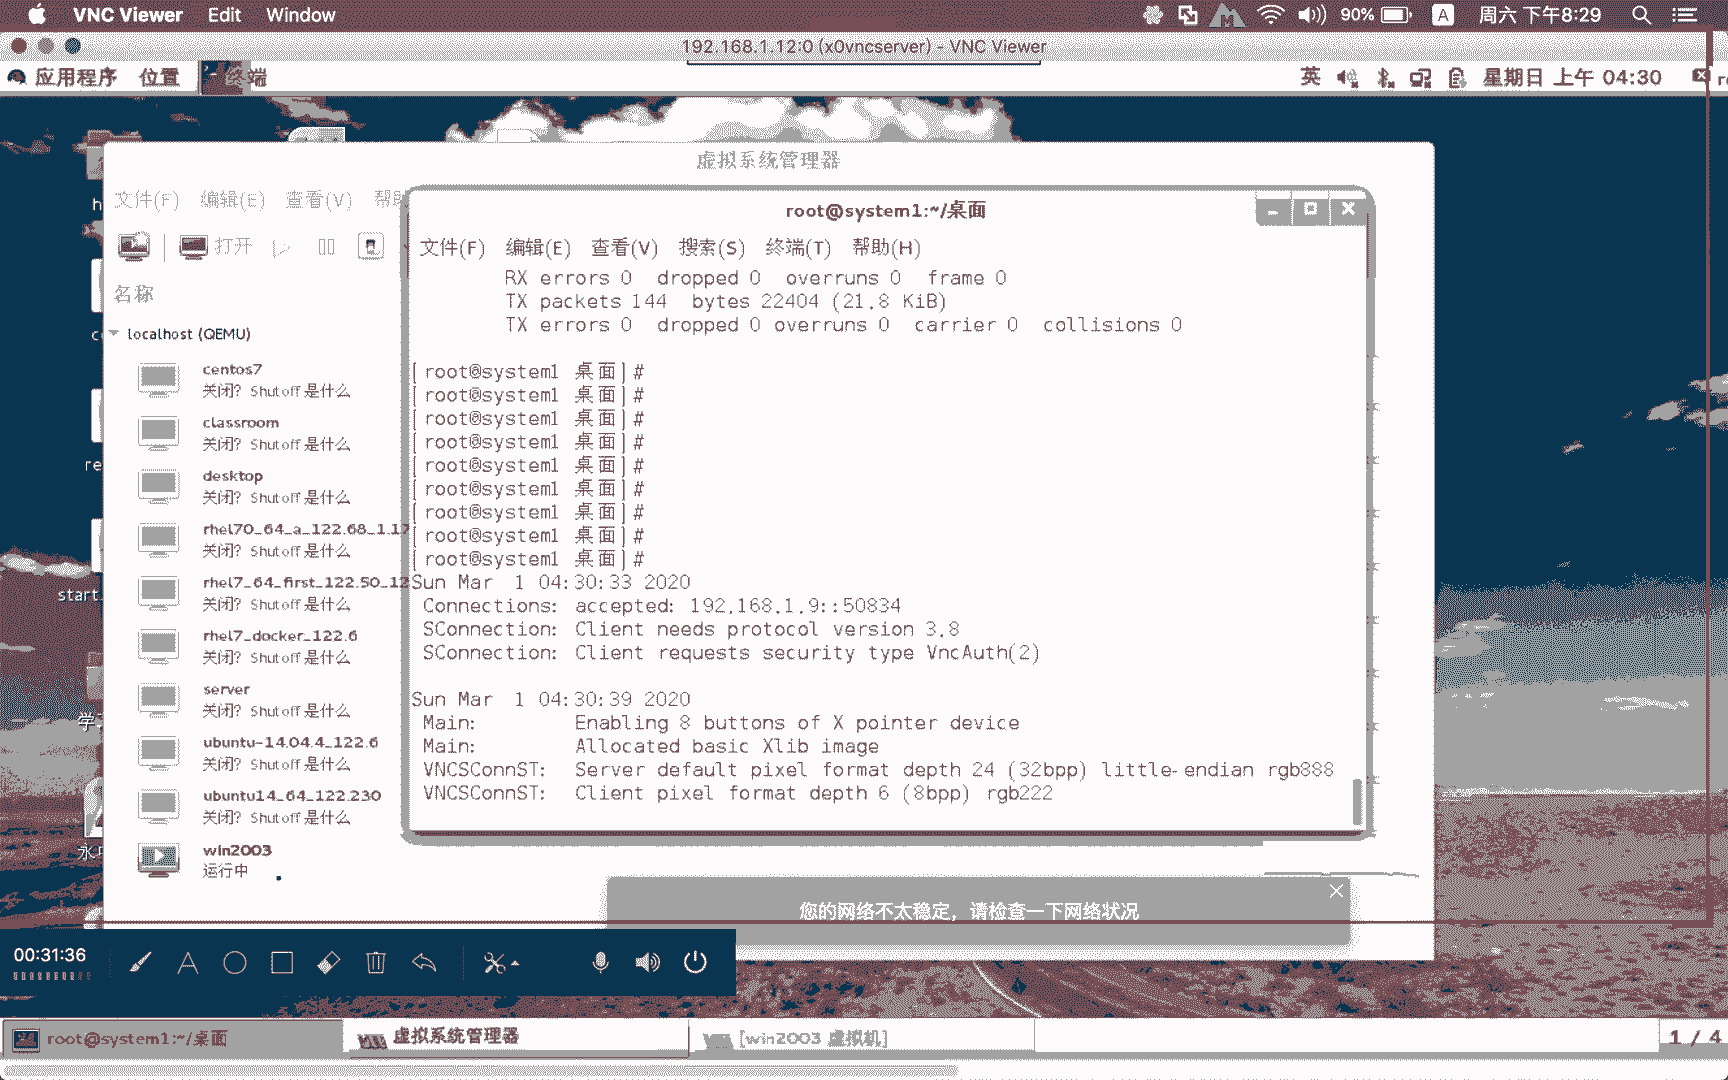 VNC Viewer Edit Window 90% A 周六 下午8:29
192.168.1.12:0 (x0vncserver) - VNC Viewer
应用程序 位置 终端 英 星期日 上午 04:30
虚拟系统管理器
文件(F) 编辑(E) 查看(V) 帮助
打开
名称
localhost (QEMU)
centos7
关闭? Shutoff 是什么
classroom
关闭? Shutoff 是什么
desktop
关闭? Shutoff 是什么
rhel70_64_a_122.68_1.17
关闭? Shutoff 是什么
rhel7_64_first_122.50_12
关闭? Shutoff 是什么
rhel7_docker_122.6
关闭? Shutoff 是什么
server
关闭? Shutoff 是什么
ubuntu-14.04.4_122.6
关闭? Shutoff 是什么
ubuntu14_64_122.230
关闭? Shutoff 是什么
win2003
运行中
start.
root@system1:~/桌面
文件(F) 编辑(E) 查看(V) 搜索(S) 终端(T) 帮助(H)
RX errors 0 dropped 0 overruns 0 frame 0
TX packets 144 bytes 22404 (21.8 KiB)
TX errors 0 dropped 0 overruns 0 carrier 0 collisions 0
[root@system1 桌面]#
[root@system1 桌面]#
[root@system1 桌面]#
[root@system1 桌面]#
[root@system1 桌面]#
[root@system1 桌面]#
[root@system1 桌面]#
[root@system1 桌面]#
[root@system1 桌面]#
Sun Mar 1 04:30:33 2020
Connections: accepted: 192.168.1.9::50834
SConnection: Client needs protocol version 3.8
SConnection: Client requests security type VncAuth(2)
Sun Mar 1 04:30:39 2020
Main: Enabling 8 buttons of X pointer device
Main: Allocated basic Xlib image
VNCSConnST: Server default pixel format depth 24 (32bpp) little-endian rgb888
VNCSConnST: Client pixel format depth 6 (8bpp) rgb222
您的网络不太稳定，请检查一下网络状况
00:31:36
root@system1:~/桌面 虚拟系统管理器 [win2003 虚拟机] 1 / 4